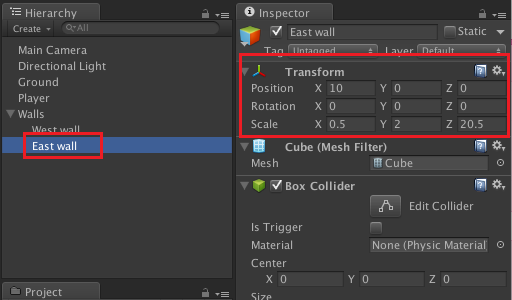 Hierarchy
Create
All
Main Camera
Directional Light
Ground
Player
Walls
West wall
East wall
Project
Inspector
East wall
Static
Tag Untagged Layer Default
Transform
Position X 10 Y 0 Z 0
Rotation X 0 Y 0 Z 0
Scale X 0.5 Y 2 Z 20.5
Cube (Mesh Filter)
Mesh Cube
Box Collider
Edit Collider
Is Trigger
Material None (Physic Material
Center
X 0 Y 0 Z 0
Size